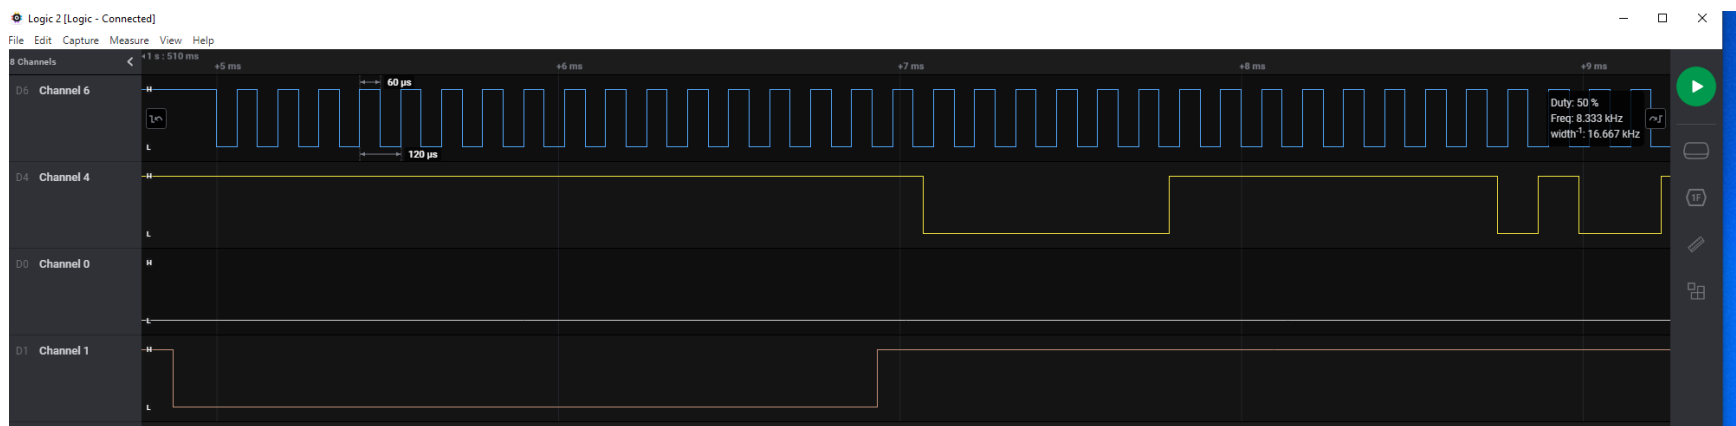 Logic 2 [Logic - Connected]
File Edit Capture Measure View Help
8 Channels
1 s : 510 ms
+5 ms +6 ms +7 ms +8 ms +9 ms
D6 Channel 6
H
60 µs
L
120 µs
Duty: 50 %
Freq: 8.333 kHz
width-1: 16.667 kHz
D4 Channel 4
H
L
1F
D0 Channel 0
H
L
D1 Channel 1
H
L